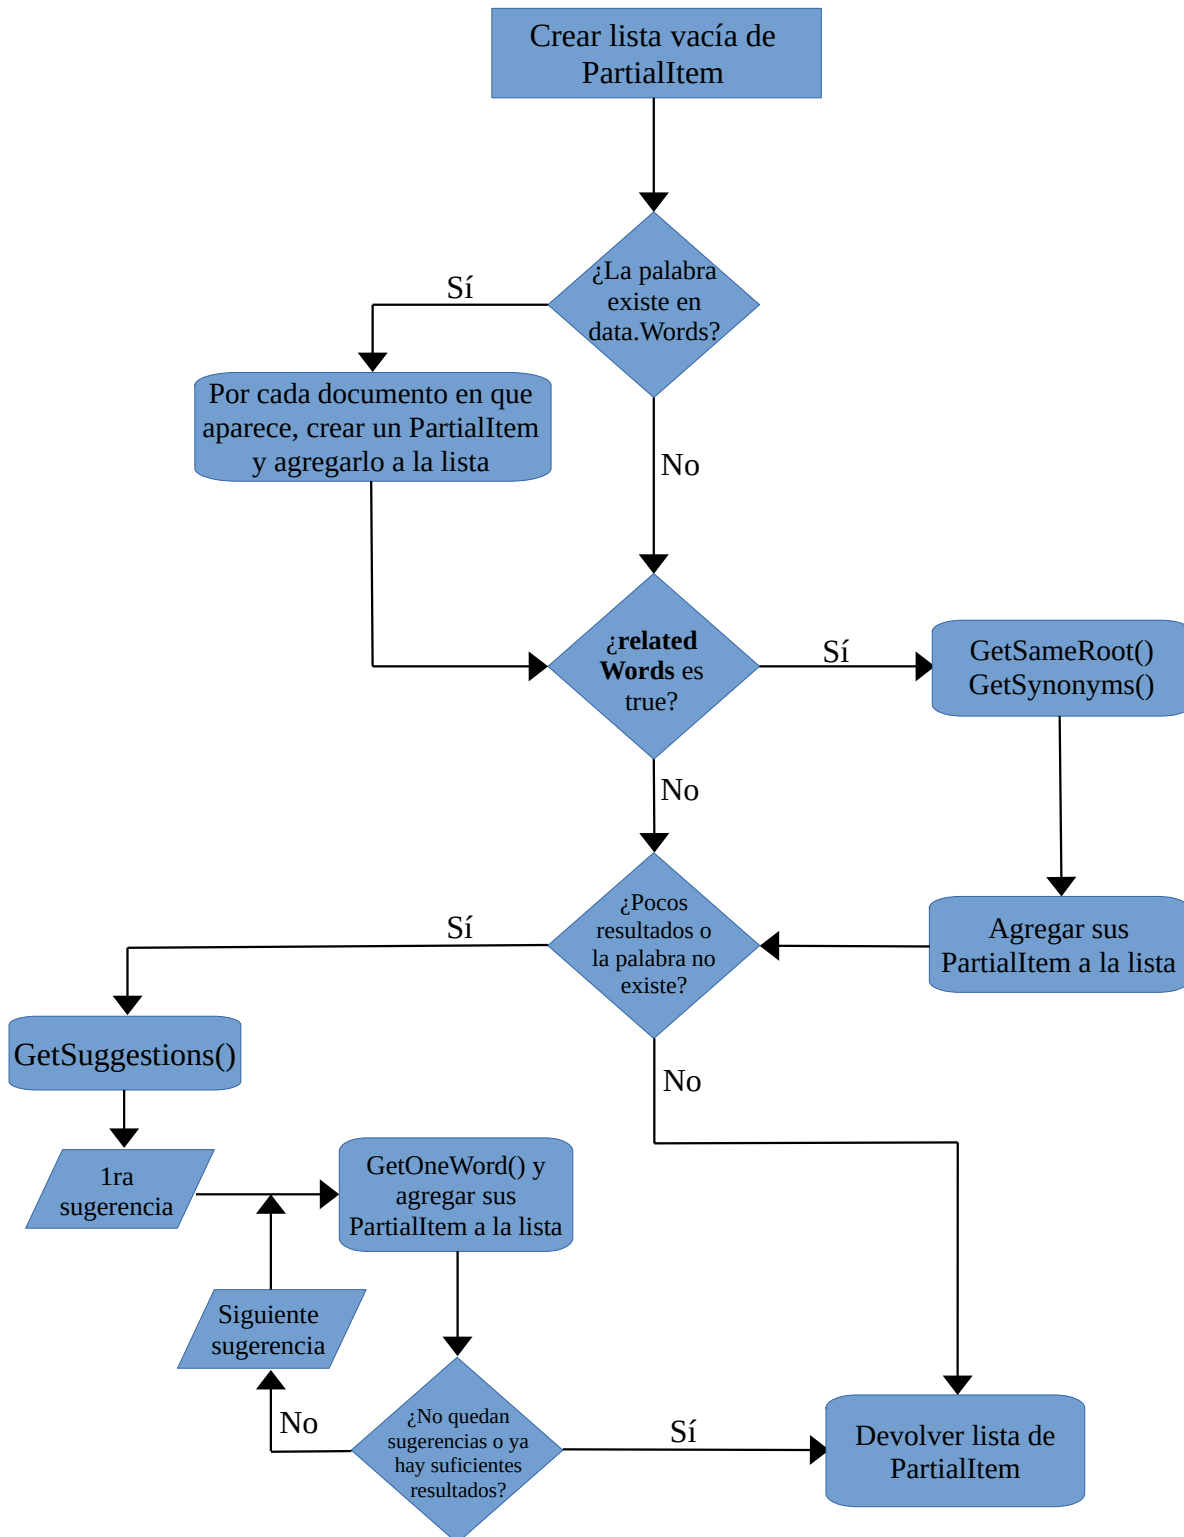 Crear lista vacía de
PartialItem
¿La palabra
existe en
data.Words?
Sí
Por cada documento en que
aparece, crear un PartialItem
y agregarlo a la lista
No
¿related
Words es
true?
Sí
GetSameRoot()
GetSynonyms()
No
¿Pocos
resultados o
la palabra no
existe?
Agregar sus
PartialItem a la lista
Sí
GetSuggestions()
No
1ra
sugerencia
GetOneWord() y
agregar sus
PartialItem a la lista
Siguiente
sugerencia
¿No quedan
sugerencias o ya
hay suficientes
resultados?
No
Sí
Devolver lista de
PartialItem